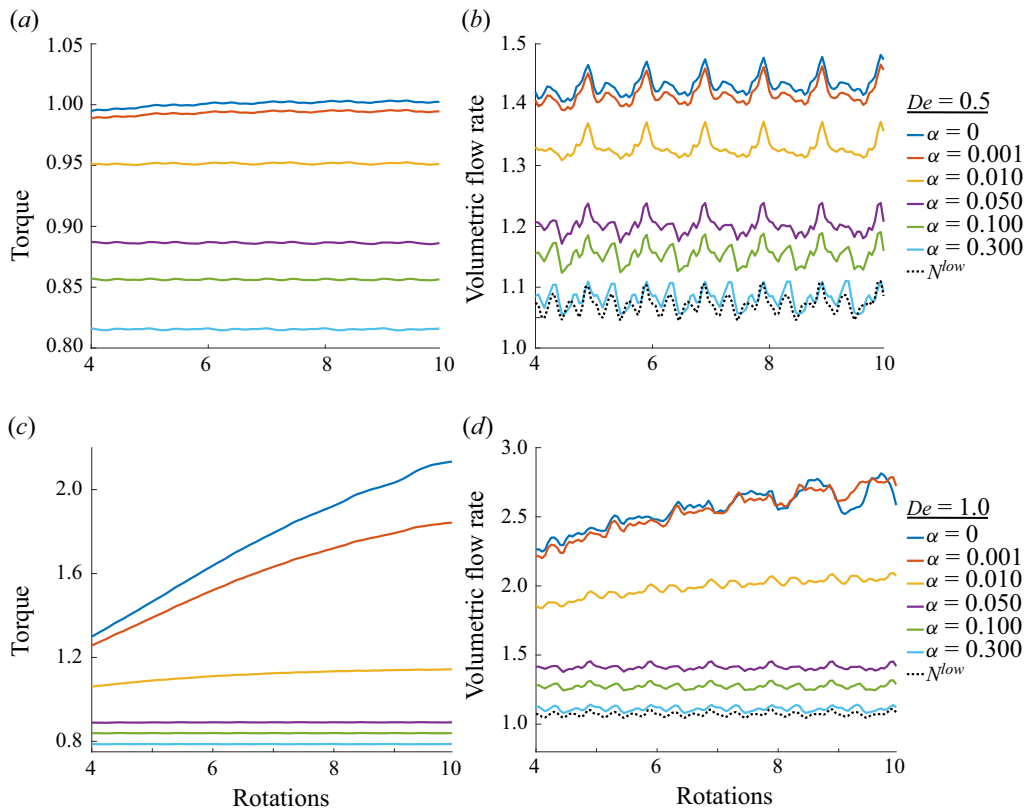 (a)
1.05
1.00
0.95
0.90
0.85
0.80
Torque
4
6
8
10
(b)
1.5
1.4
1.3
1.2
1.1
1.0
Volumetric flow rate
4
6
8
10
De = 0.5
α = 0
α = 0.001
α = 0.010
α = 0.050
α = 0.100
α = 0.300
N^low
(c)
2.0
1.6
1.2
0.8
Torque
4
6
8
10
Rotations
(d)
3.0
2.5
2.0
1.5
1.0
Volumetric flow rate
4
6
8
10
Rotations
De = 1.0
α = 0
α = 0.001
α = 0.010
α = 0.050
α = 0.100
α = 0.300
N^low